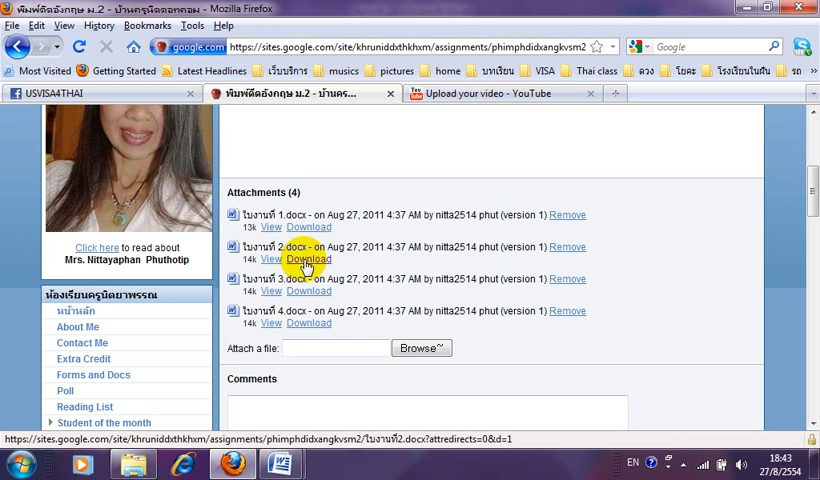 พิมพ์ดีดอังกฤษ ม.2 - บ้านครูนิตดอทคอม - Mozilla Firefox
File Edit View History Bookmarks Tools Help
google.com https://sites.google.com/site/khruniddxthkhxm/assignments/phimphdidxangkvsm2 Google
Most Visited Getting Started Latest Headlines เว็บบริการ musics pictures home บทเรียน VISA Thai class ดวง โยคะ โรงเรียนในฝัน รถ
USVISA4THAI พิมพ์ดีดอังกฤษ ม.2 - บ้านคร... Upload your video - YouTube
Attachments (4)
ใบงานที่ 1.docx - on Aug 27, 2011 4:37 AM by nitta2514 phut (version 1) Remove
13k View Download
ใบงานที่ 2.docx - on Aug 27, 2011 4:37 AM by nitta2514 phut (version 1) Remove
14k View Download
ใบงานที่ 3.docx - on Aug 27, 2011 4:37 AM by nitta2514 phut (version 1) Remove
14k View Download
ใบงานที่ 4.docx - on Aug 27, 2011 4:37 AM by nitta2514 phut (version 1) Remove
14k View Download
Attach a file: Browse~
Comments
Click here to read about
Mrs. Nittayaphan Phuthotip
ห้องเรียนครูนิตยาพรรณ
หน้าหลัก
About Me
Contact Me
Extra Credit
Forms and Docs
Poll
Reading List
Student of the month
https://sites.google.com/site/khruniddxthkhxm/assignments/phimphdidxangkvsm2/ใบงานที่2.docx?attredirects=0&d=1
EN 18:43
27/8/2554